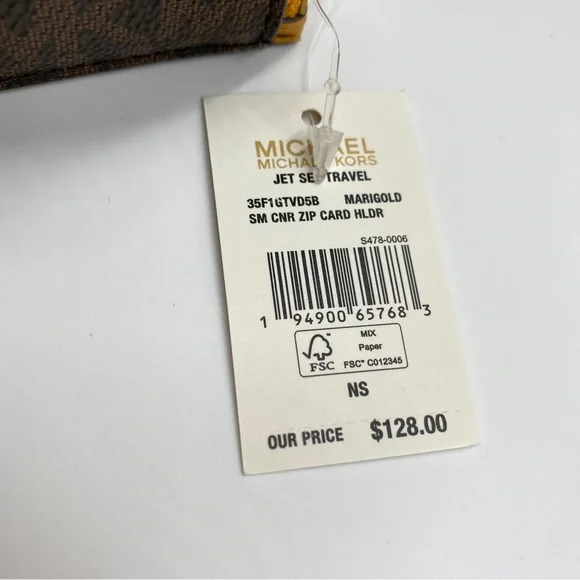 MICHAEL
MICHAEL KORS
JET SET TRAVEL
35F1GTVD5B MARIGOLD
SM CNR ZIP CARD HLDR
S478-0006
1 94900 65768 3
MIX
Paper
FSC FSC™ C012345
NS
OUR PRICE $128.00